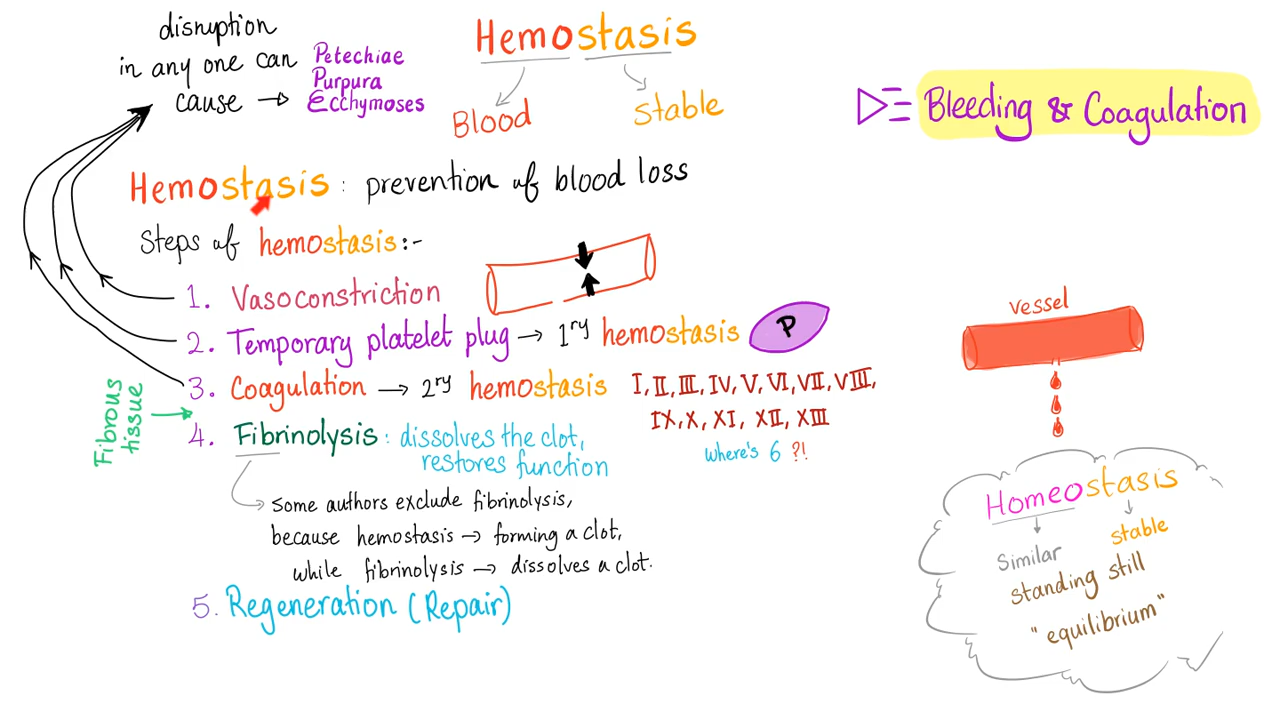 disruption
in any one can
cause → Petechiae
Purpura
Ecchymoses
Hemostasis
Blood
stable
Bleeding & Coagulation
Hemostasis : prevention of blood loss
Steps of hemostasis:-
1. Vasoconstriction
2. Temporary platelet plug → 1ry hemostasis
P
3. Coagulation → 2ry hemostasis
I, II, III, IV, V, VI, VII, VIII,
IX, X, XI, XII, XIII
where's 6 ?!
Fibrous
tissue
4. Fibrinolysis : dissolves the clot,
restores function
Some authors exclude fibrinolysis,
because hemostasis → forming a clot,
while fibrinolysis → dissolves a clot.
5. Regeneration (Repair)
vessel
Homeostasis
Similar
stable
standing still
"equilibrium"